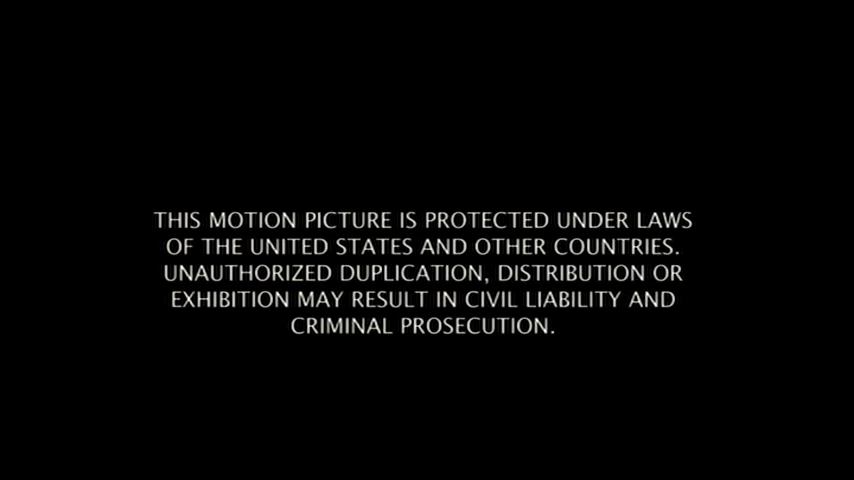 THIS MOTION PICTURE IS PROTECTED UNDER LAWS
OF THE UNITED STATES AND OTHER COUNTRIES.
UNAUTHORIZED DUPLICATION, DISTRIBUTION OR
EXHIBITION MAY RESULT IN CIVIL LIABILITY AND
CRIMINAL PROSECUTION.